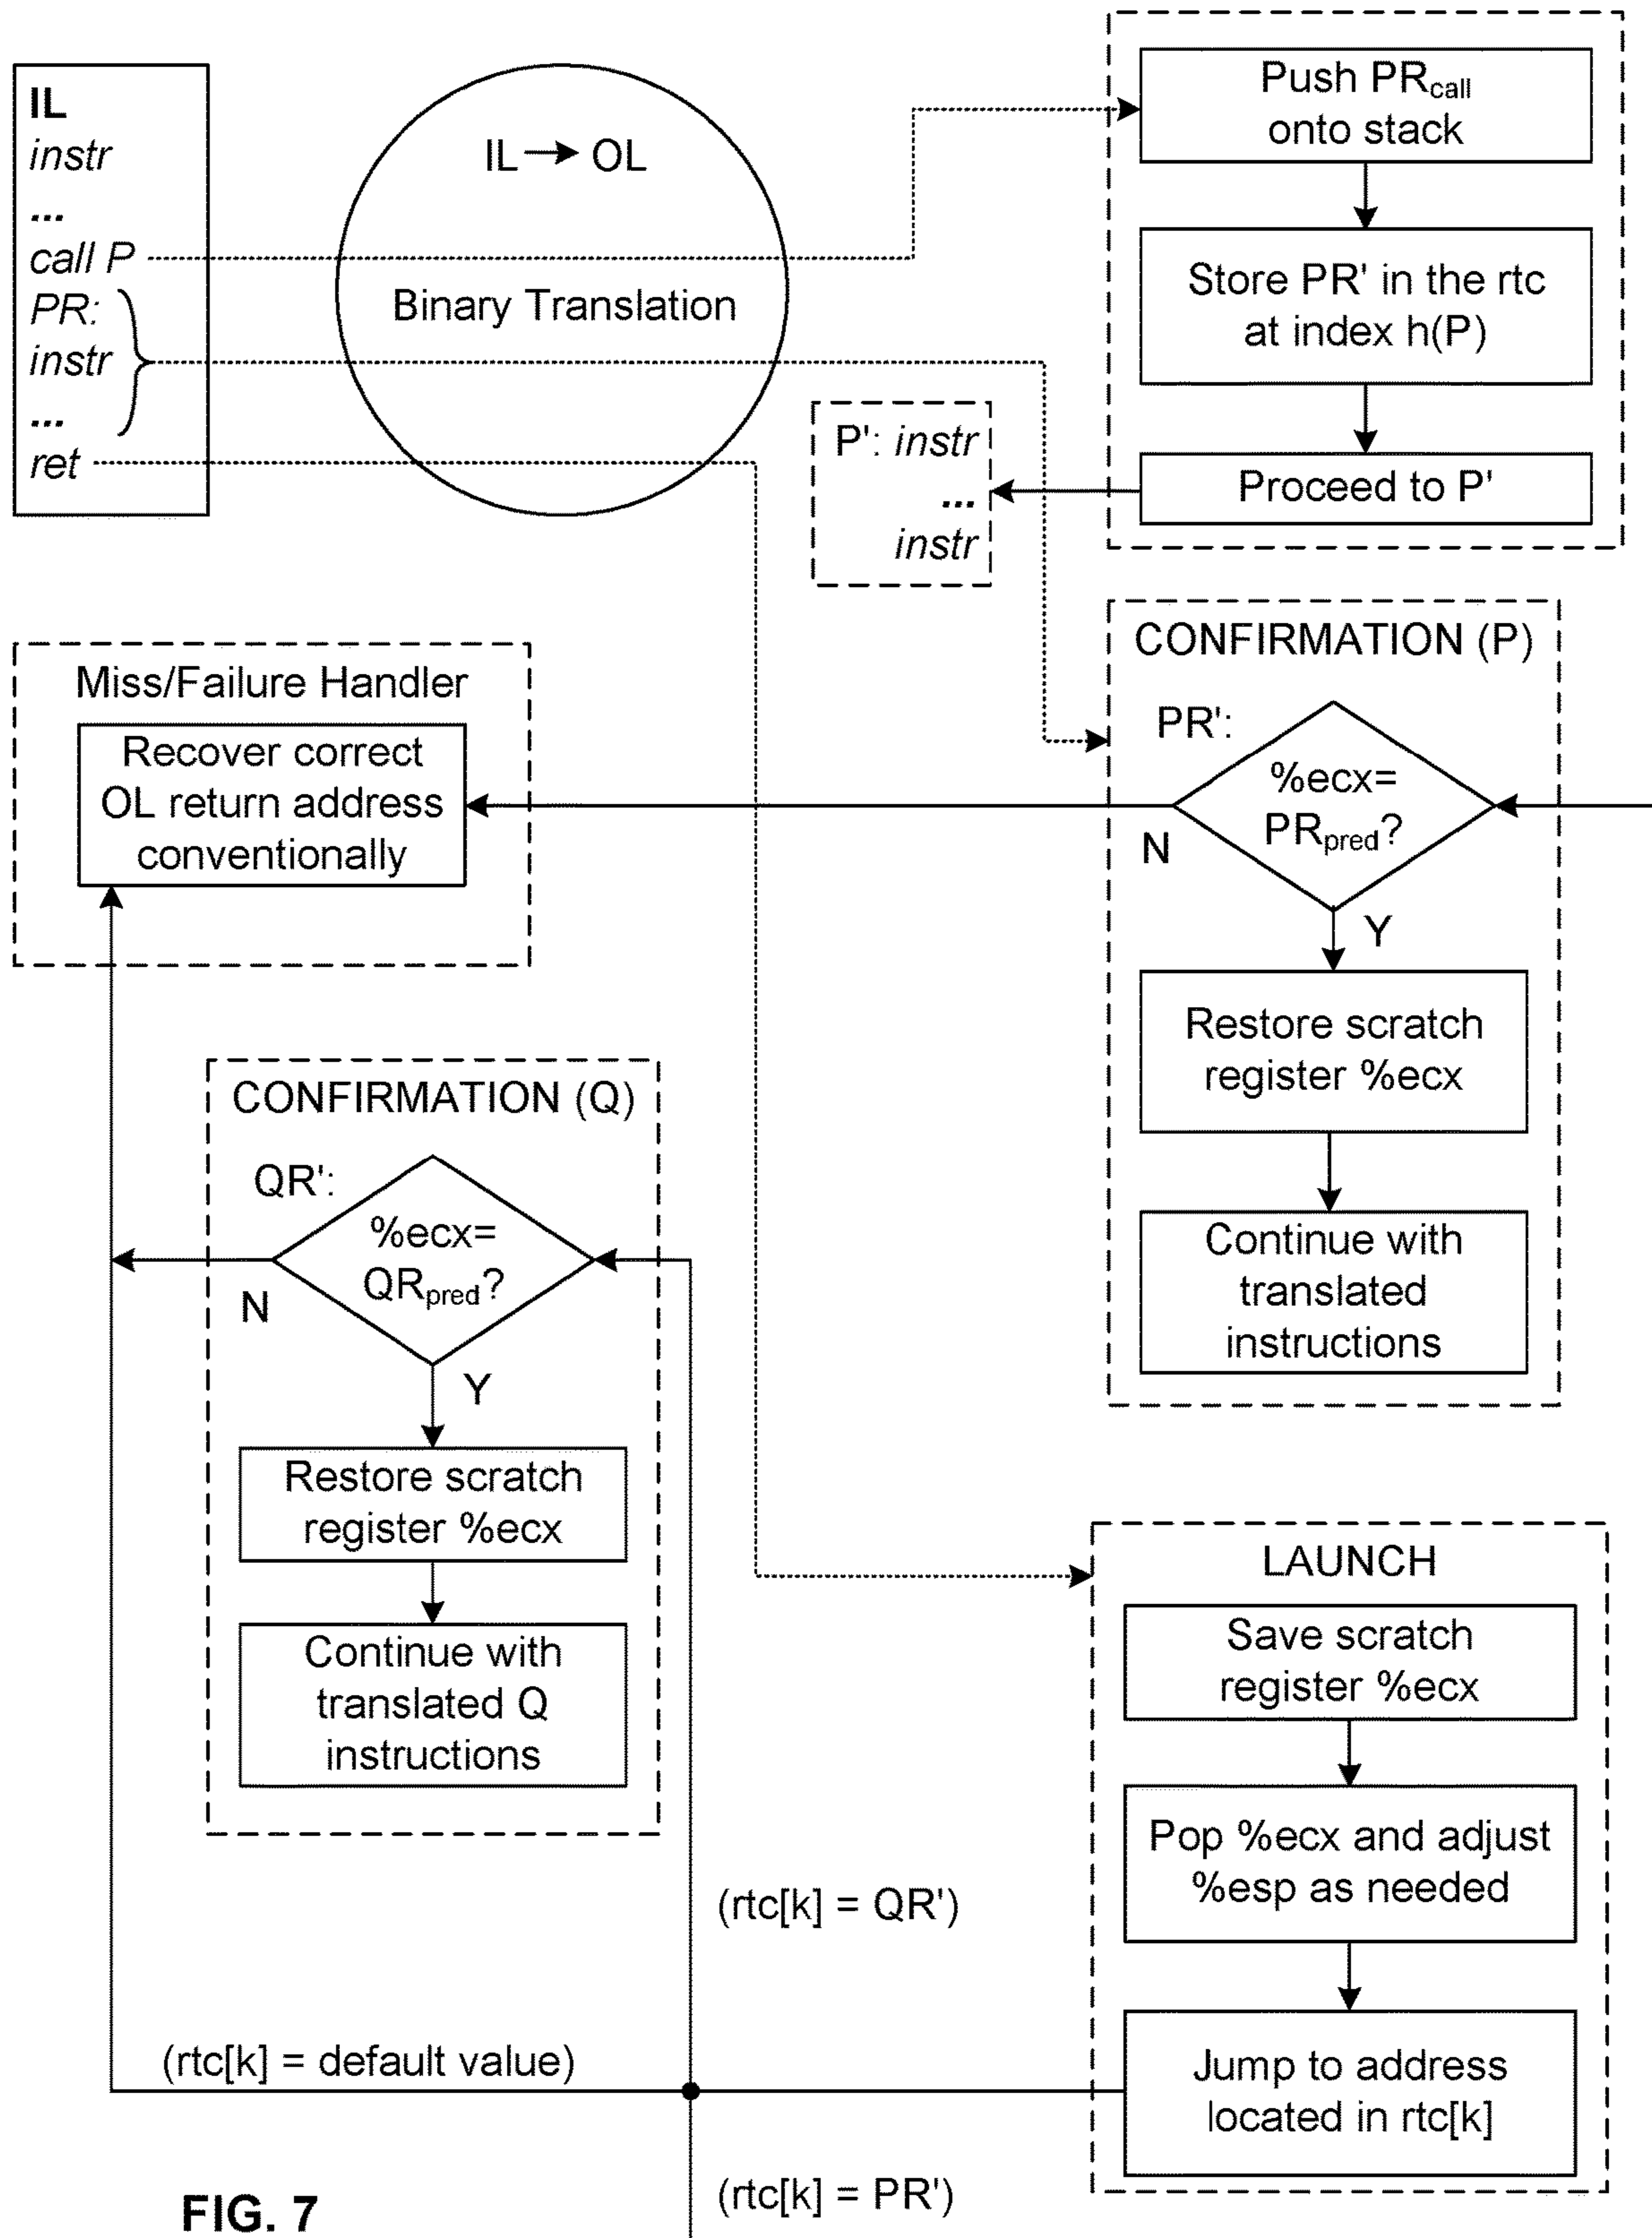 IL
instr
...
call P
PR:
instr
...
ret
IL → OL
Binary Translation
Push PRcall
onto stack
Store PR' in the rtc
at index h(P)
Proceed to P'
P': instr
...
instr
Miss/Failure Handler
Recover correct
OL return address
conventionally
CONFIRMATION (P)
PR':
%ecx=
PRpred?
N
Y
Restore scratch
register %ecx
Continue with
translated
instructions
CONFIRMATION (Q)
QR':
%ecx=
QRpred?
N
Y
Restore scratch
register %ecx
Continue with
translated Q
instructions
LAUNCH
Save scratch
register %ecx
Pop %ecx and adjust
%esp as needed
Jump to address
located in rtc[k]
(rtc[k] = QR')
(rtc[k] = default value)
(rtc[k] = PR')
FIG. 7